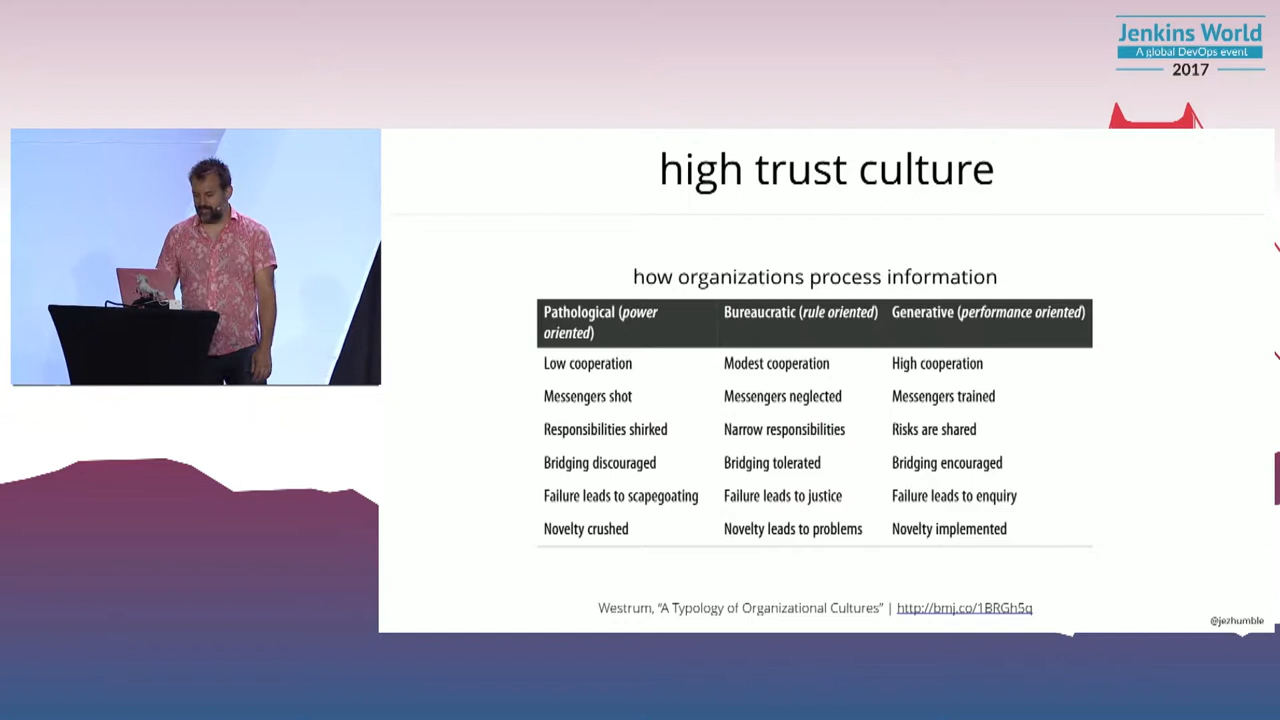 Jenkins World
A global DevOps event
2017
high trust culture
how organizations process information
Pathological (power oriented)
Bureaucratic (rule oriented)
Generative (performance oriented)
Low cooperation
Modest cooperation
High cooperation
Messengers shot
Messengers neglected
Messengers trained
Responsibilities shirked
Narrow responsibilities
Risks are shared
Bridging discouraged
Bridging tolerated
Bridging encouraged
Failure leads to scapegoating
Failure leads to justice
Failure leads to enquiry
Novelty crushed
Novelty leads to problems
Novelty implemented
Westrum, “A Typology of Organizational Cultures” | http://bmj.co/1BRGh5q
@jezhumble